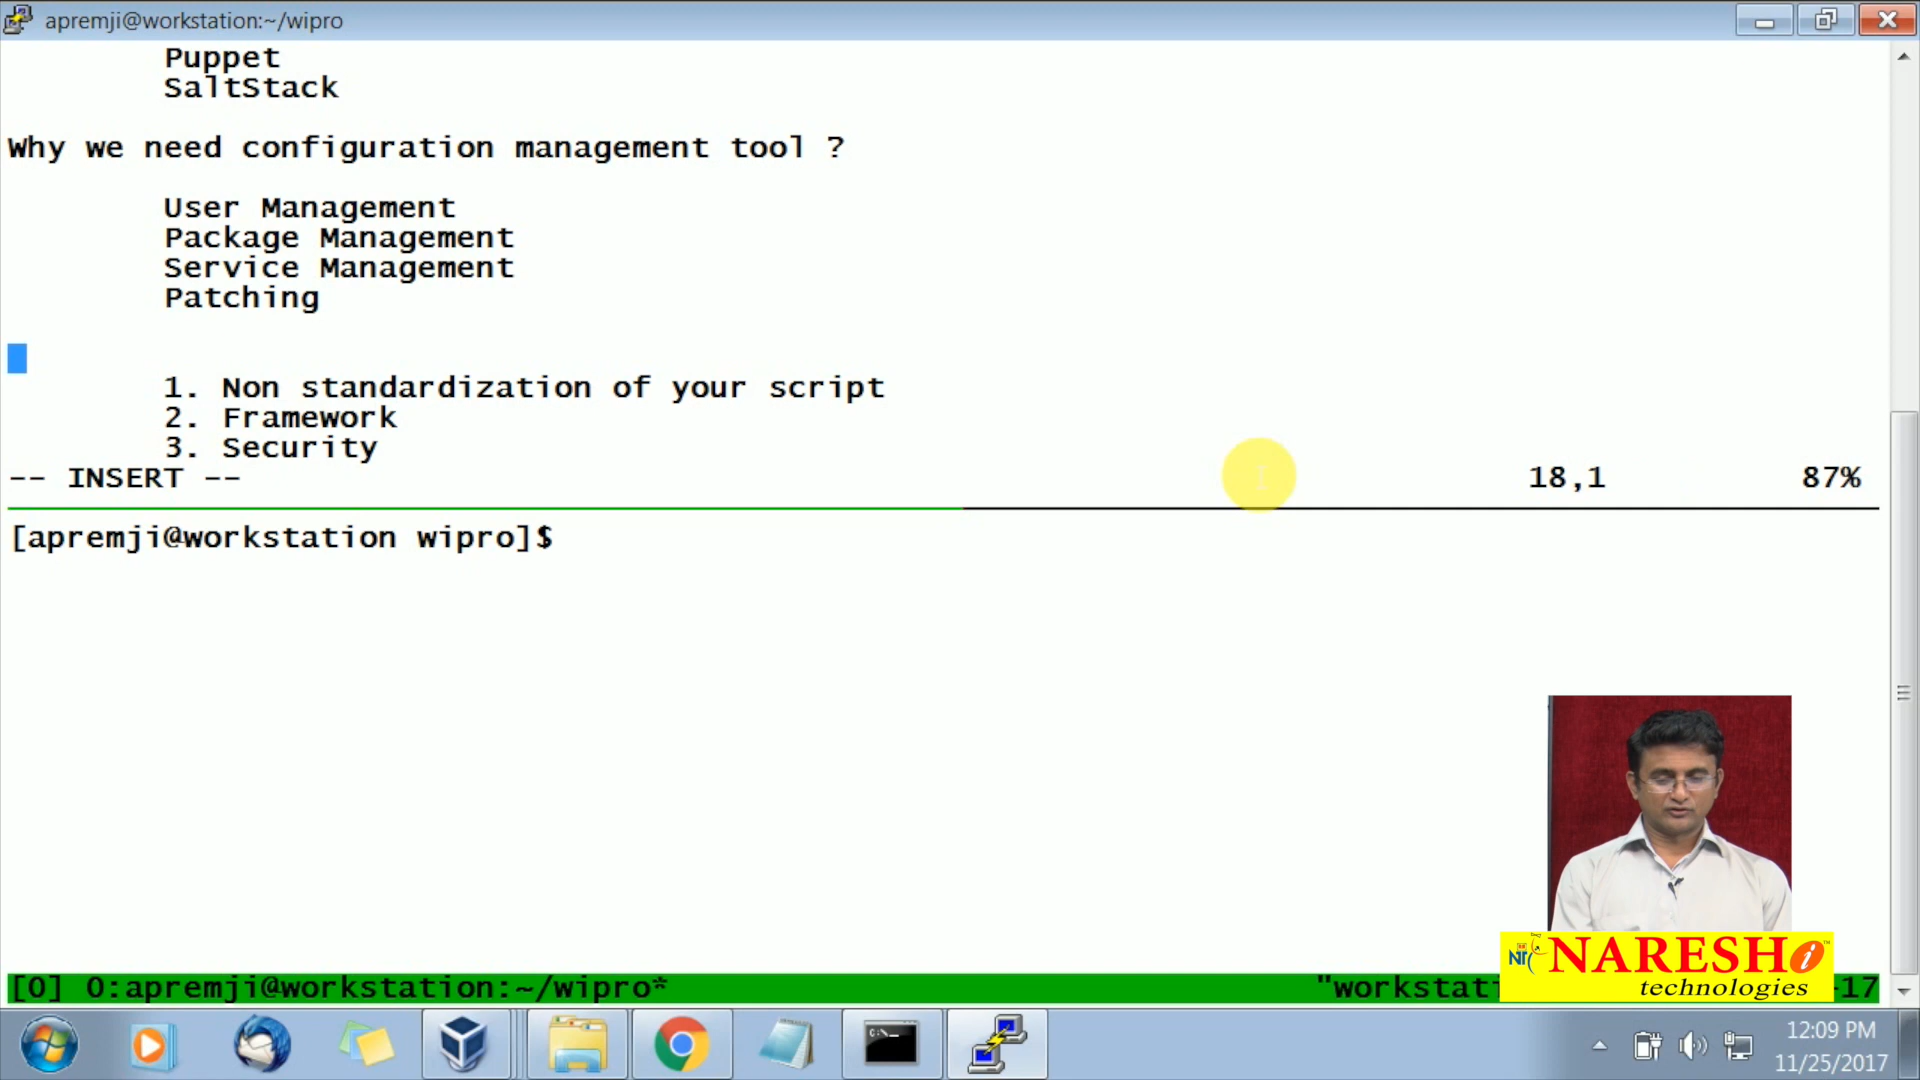 apremji@workstation:~/wipro
Puppet
SaltStack
Why we need configuration management tool ?
User Management
Package Management
Service Management
Patching
1. Non standardization of your script
2. Framework
3. Security
-- INSERT -- 18,1 87%
[apremji@workstation wipro]$
NARESH i
technologies
[0] 0:apremji@workstation:~/wipro* "workstati -17
C:\_
12:09 PM
11/25/2017